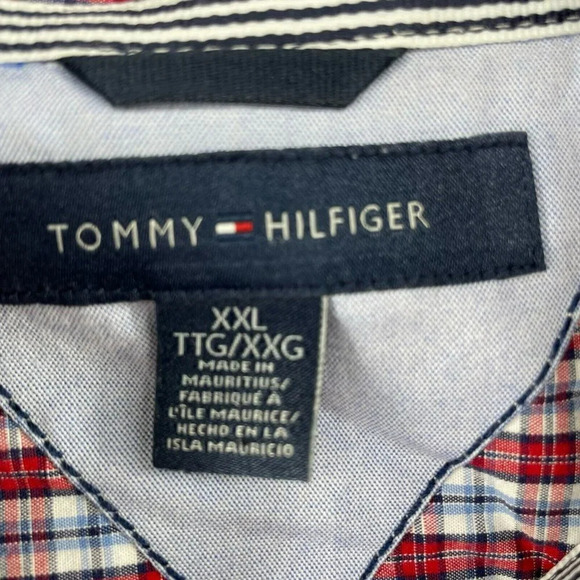 TOMMY HILFIGER
XXL
TTG/XXG
MADE IN
MAURITIUS/
FABRIQUÉ À
L'ÎLE MAURICE/
HECHO EN LA
ISLA MAURICIO